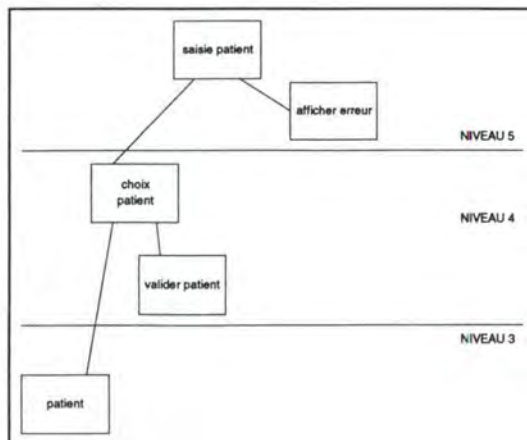 saisie patient
afficher erreur
NIVEAU 5
choix
patient
NIVEAU 4
valider patient
NIVEAU 3
patient